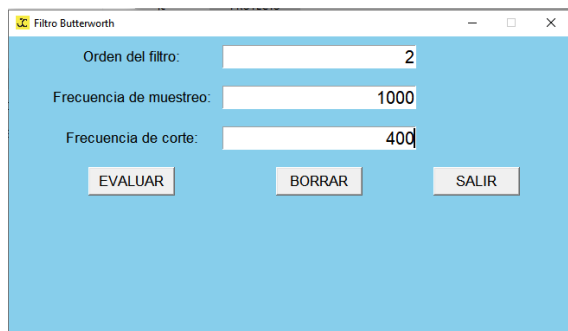 Filtro Butterworth
Orden del filtro: 2
Frecuencia de muestreo: 1000
Frecuencia de corte: 400
EVALUAR BORRAR SALIR